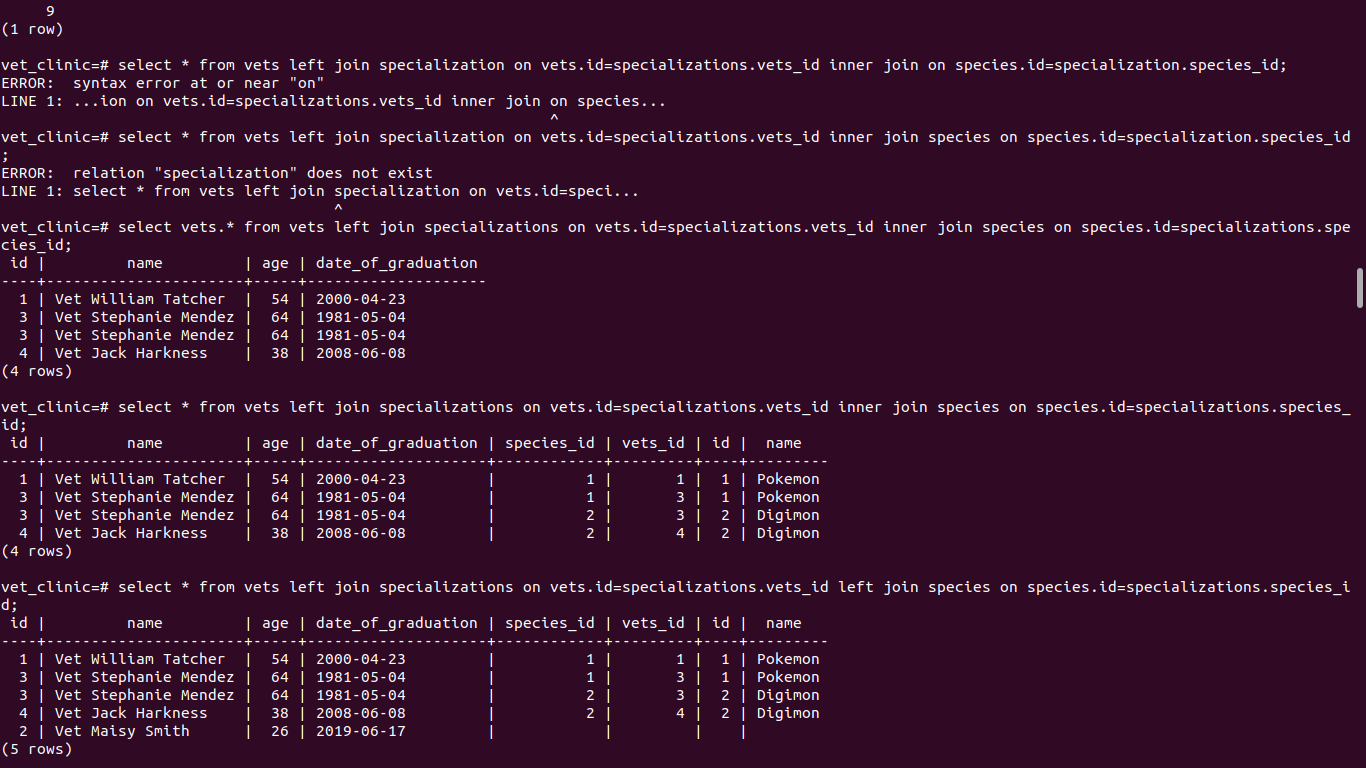 9
(1 row)

vet_clinic=# select * from vets left join specialization on vets.id=specializations.vets_id inner join on species.id=specialization.species_id;
ERROR:  syntax error at or near "on"
LINE 1: ...ion on vets.id=specializations.vets_id inner join on species...
                                                             ^
vet_clinic=# select * from vets left join specialization on vets.id=specializations.vets_id inner join species on species.id=specialization.species_id
;
ERROR:  relation "specialization" does not exist
LINE 1: select * from vets left join specialization on vets.id=speci...
                                     ^
vet_clinic=# select vets.* from vets left join specializations on vets.id=specializations.vets_id inner join species on species.id=specializations.spe
cies_id;
 id |         name         | age | date_of_graduation 
----+----------------------+-----+--------------------
  1 | Vet William Tatcher  |  54 | 2000-04-23
  3 | Vet Stephanie Mendez |  64 | 1981-05-04
  3 | Vet Stephanie Mendez |  64 | 1981-05-04
  4 | Vet Jack Harkness    |  38 | 2008-06-08
(4 rows)

vet_clinic=# select * from vets left join specializations on vets.id=specializations.vets_id inner join species on species.id=specializations.species_
id;
 id |         name         | age | date_of_graduation | species_id | vets_id | id |  name   
----+----------------------+-----+--------------------+------------+---------+----+---------
  1 | Vet William Tatcher  |  54 | 2000-04-23         |          1 |       1 |  1 | Pokemon
  3 | Vet Stephanie Mendez |  64 | 1981-05-04         |          1 |       3 |  1 | Pokemon
  3 | Vet Stephanie Mendez |  64 | 1981-05-04         |          2 |       3 |  2 | Digimon
  4 | Vet Jack Harkness    |  38 | 2008-06-08         |          2 |       4 |  2 | Digimon
(4 rows)

vet_clinic=# select * from vets left join specializations on vets.id=specializations.vets_id left join species on species.id=specializations.species_i
d;
 id |         name         | age | date_of_graduation | species_id | vets_id | id |  name   
----+----------------------+-----+--------------------+------------+---------+----+---------
  1 | Vet William Tatcher  |  54 | 2000-04-23         |          1 |       1 |  1 | Pokemon
  3 | Vet Stephanie Mendez |  64 | 1981-05-04         |          1 |       3 |  1 | Pokemon
  3 | Vet Stephanie Mendez |  64 | 1981-05-04         |          2 |       3 |  2 | Digimon
  4 | Vet Jack Harkness    |  38 | 2008-06-08         |          2 |       4 |  2 | Digimon
  2 | Vet Maisy Smith      |  26 | 2019-06-17         |            |         |    | 
(5 rows)